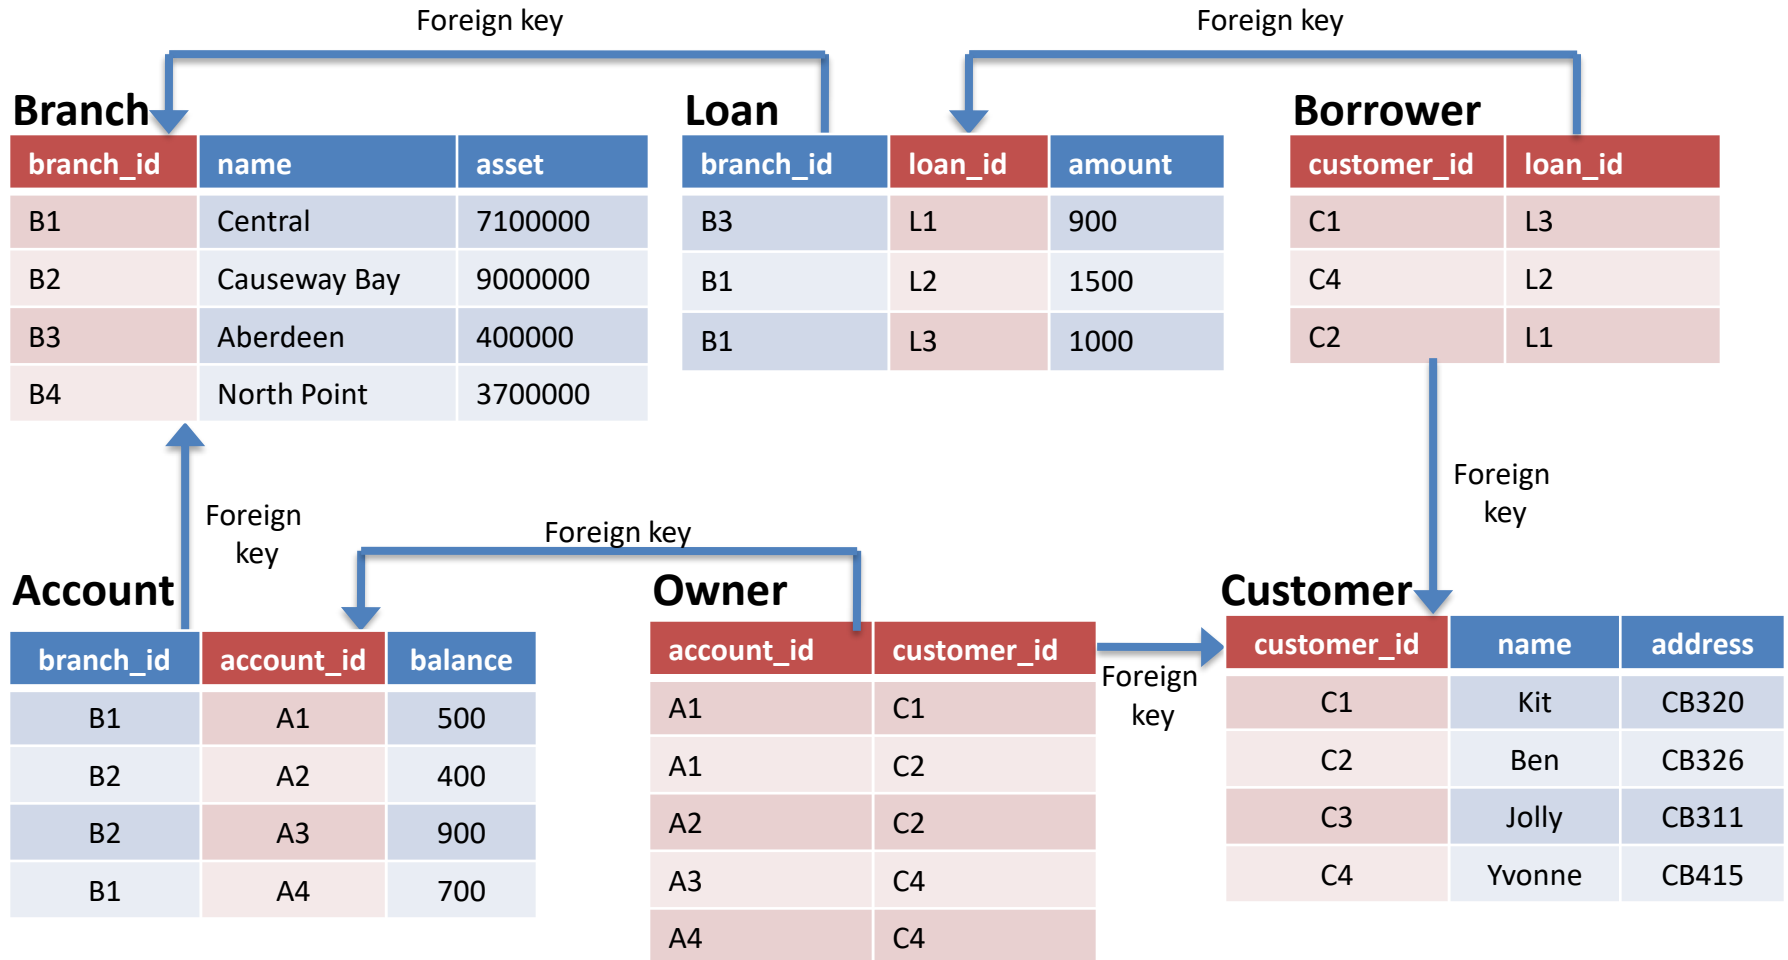 Foreign key
Foreign key
Branch
branch_id name asset
B1 Central 7100000
B2 Causeway Bay 9000000
B3 Aberdeen 400000
B4 North Point 3700000
Loan
branch_id loan_id amount
B3 L1 900
B1 L2 1500
B1 L3 1000
Borrower
customer_id loan_id
C1 L3
C4 L2
C2 L1
Foreign
key
Foreign key
Foreign
key
Account
branch_id account_id balance
B1 A1 500
B2 A2 400
B2 A3 900
B1 A4 700
Owner
account_id customer_id
A1 C1
A1 C2
A2 C2
A3 C4
A4 C4
Foreign
key
Customer
customer_id name address
C1 Kit CB320
C2 Ben CB326
C3 Jolly CB311
C4 Yvonne CB415